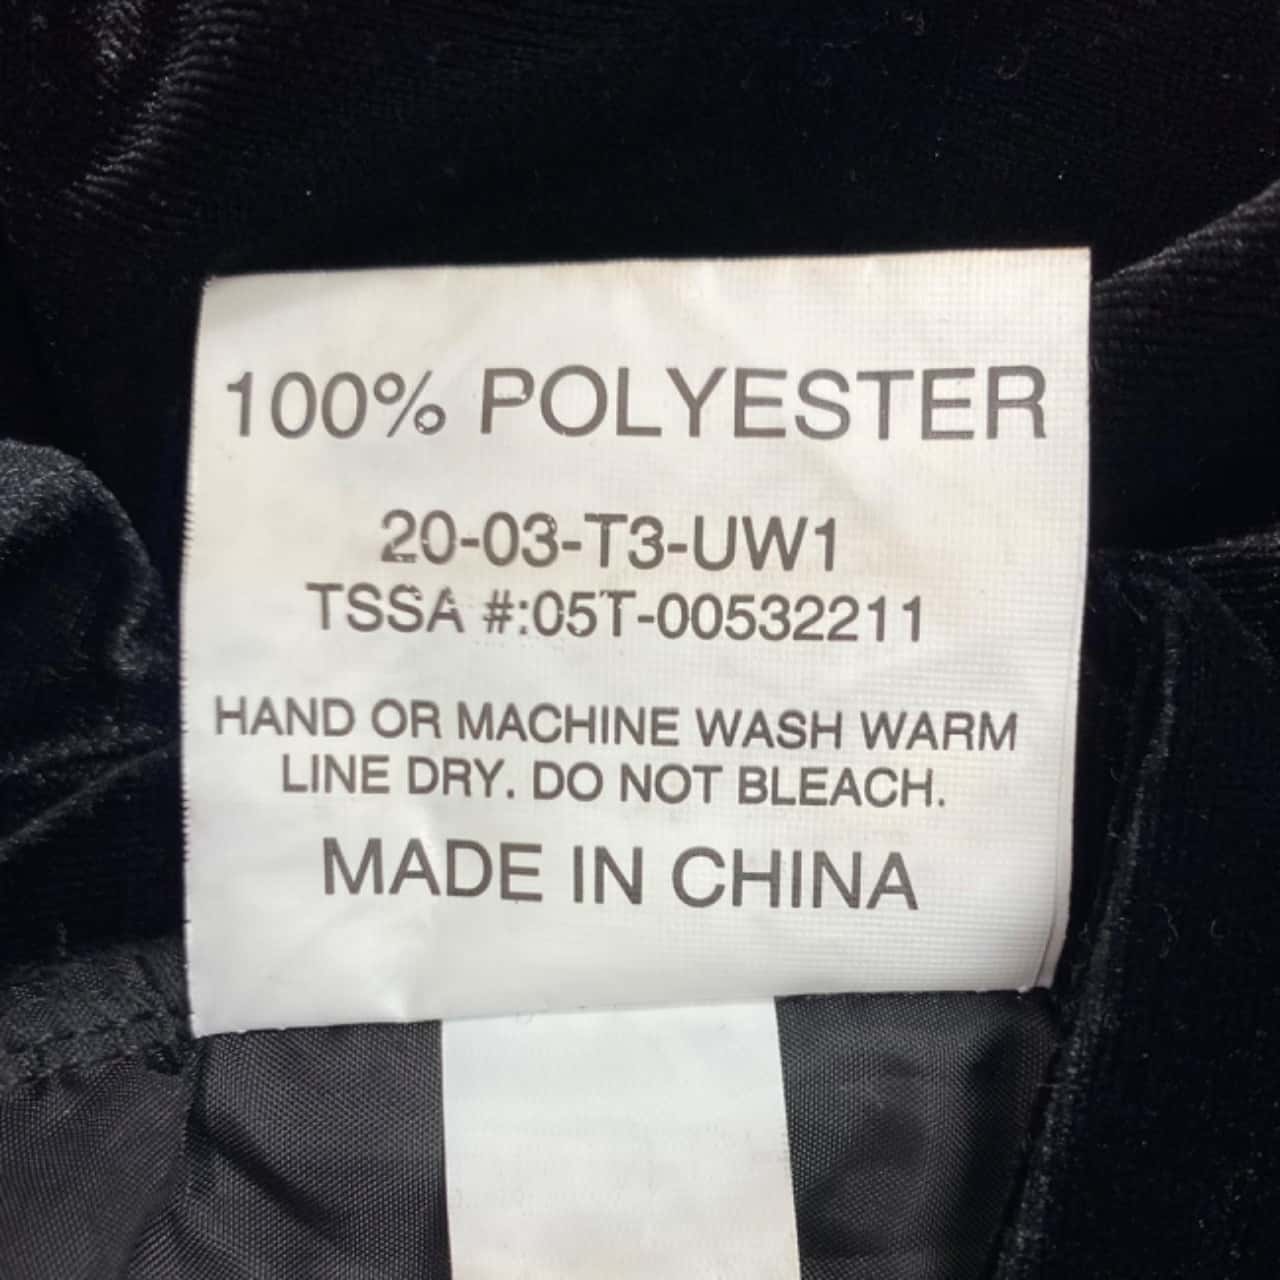 100% POLYESTER
20-03-T3-UW1
TSSA #:05T-00532211
HAND OR MACHINE WASH WARM
LINE DRY. DO NOT BLEACH.
MADE IN CHINA